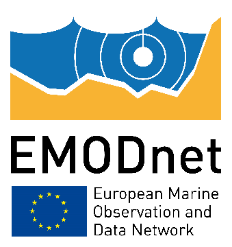 EMODnet
European Marine
Observation and
Data Network